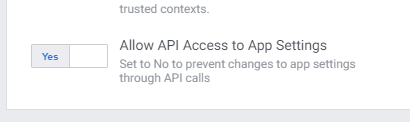 trusted contexts.
Yes
Allow API Access to App Settings
Set to No to prevent changes to app settings
through API calls